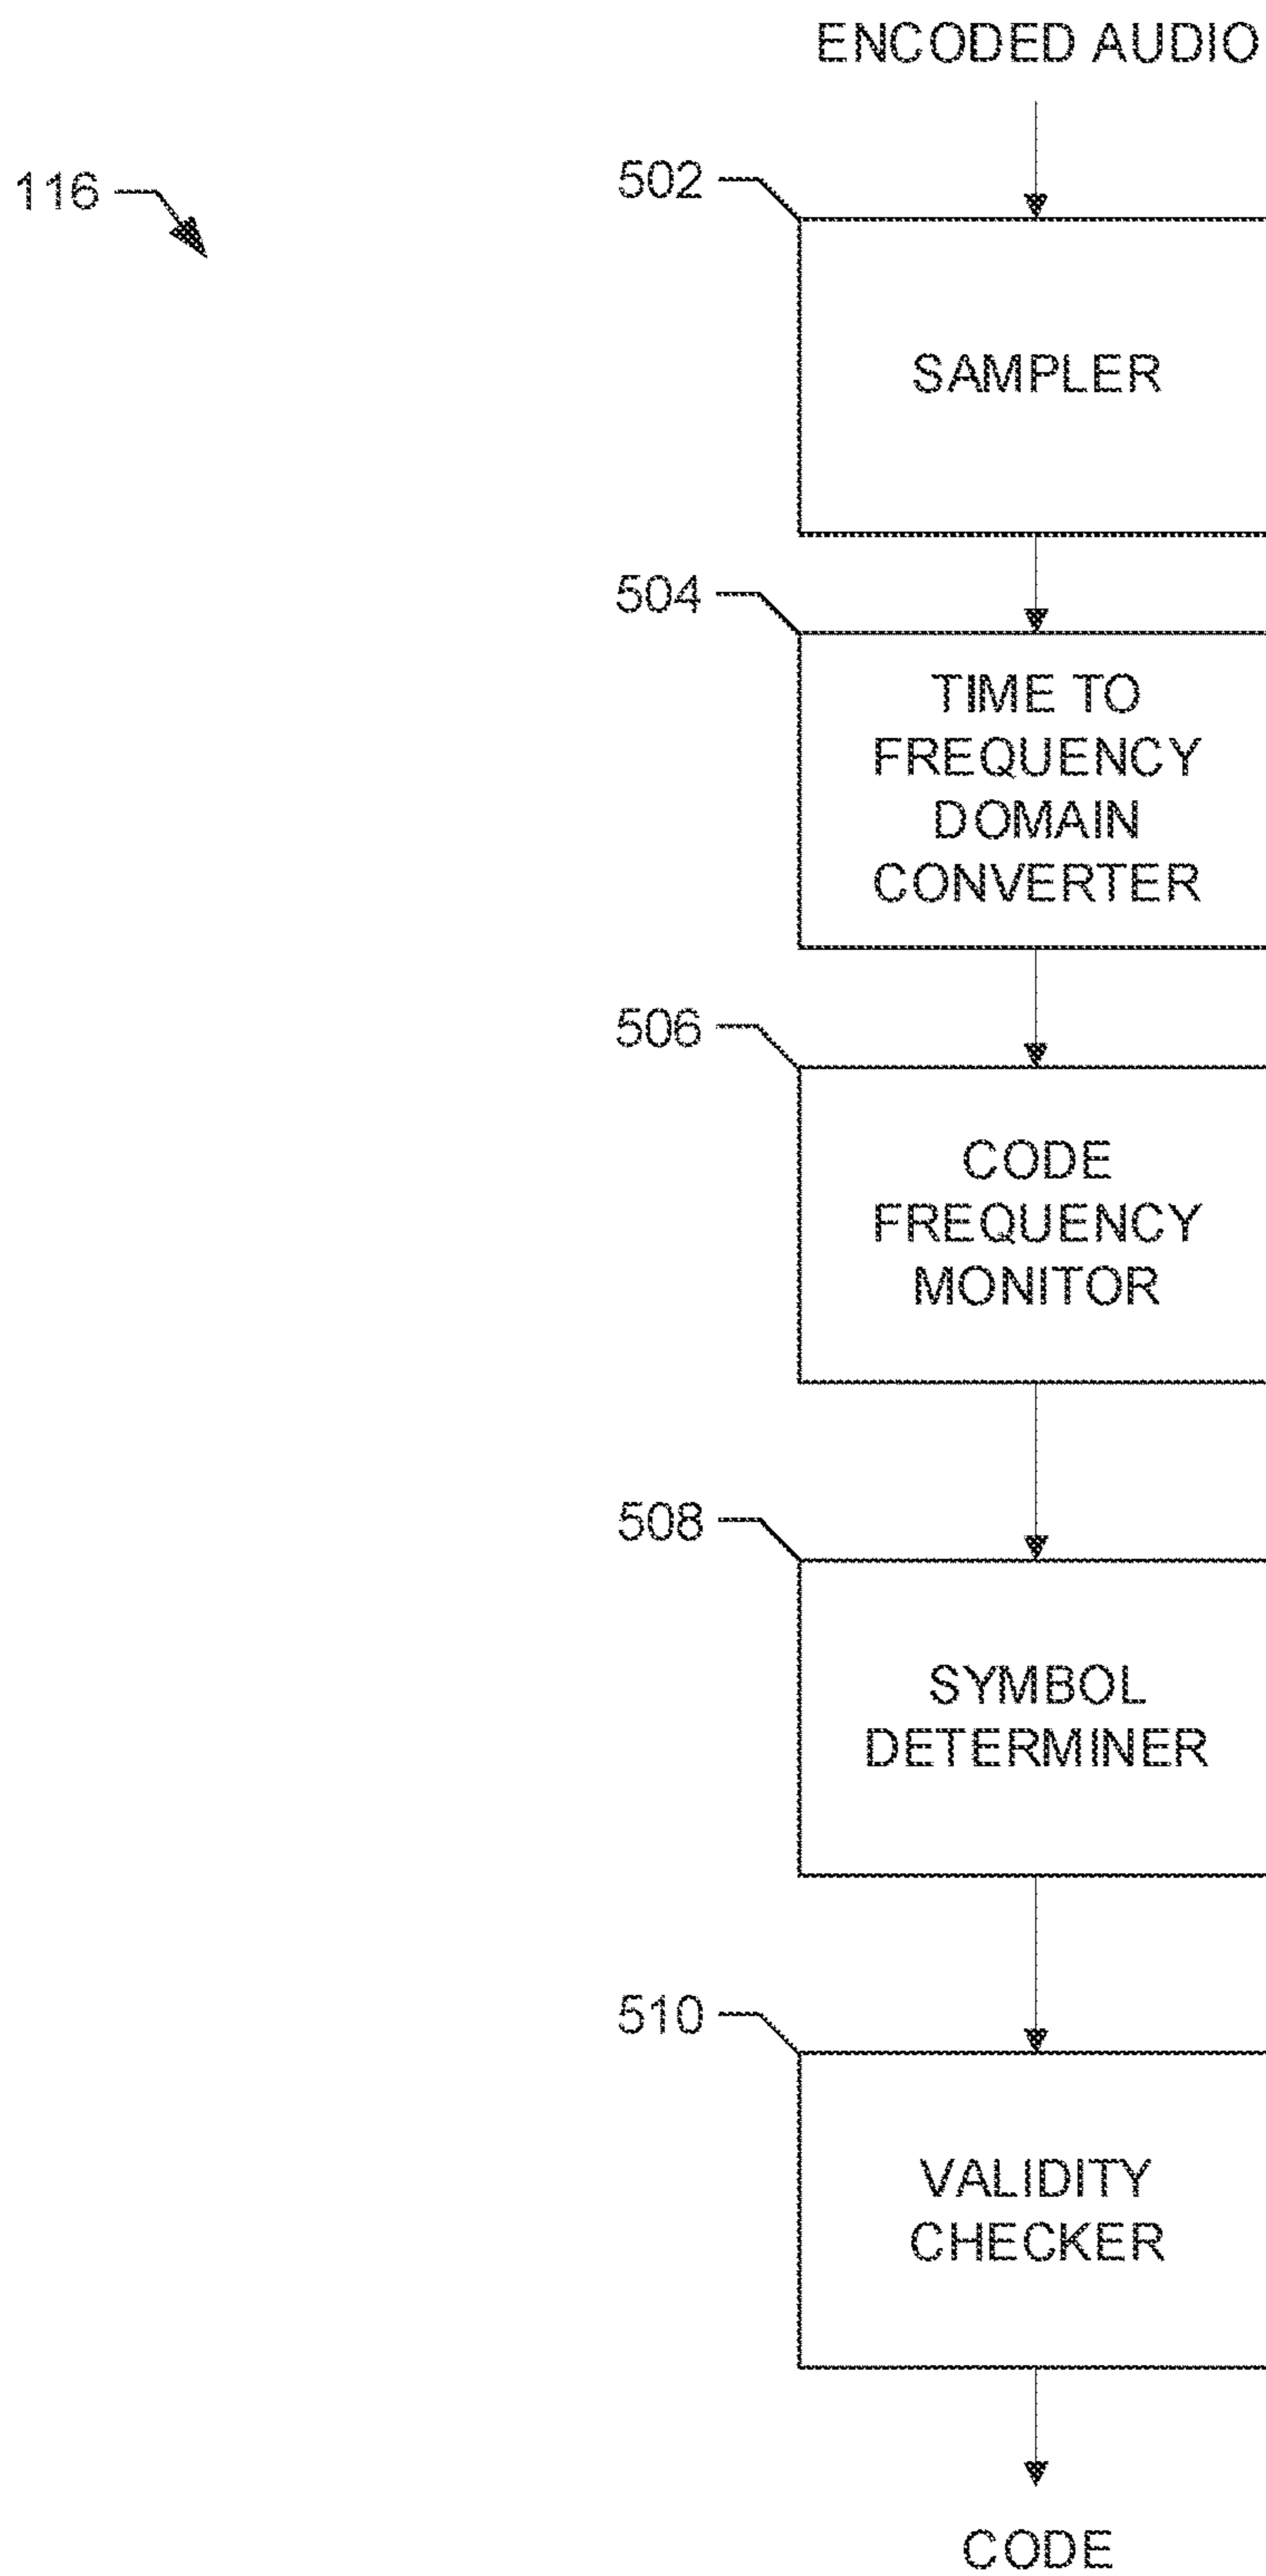 ENCODED AUDIO
116
502
SAMPLER
504
TIME TO
FREQUENCY
DOMAIN
CONVERTER
506
CODE
FREQUENCY
MONITOR
508
SYMBOL
DETERMINER
510
VALIDITY
CHECKER
CODE